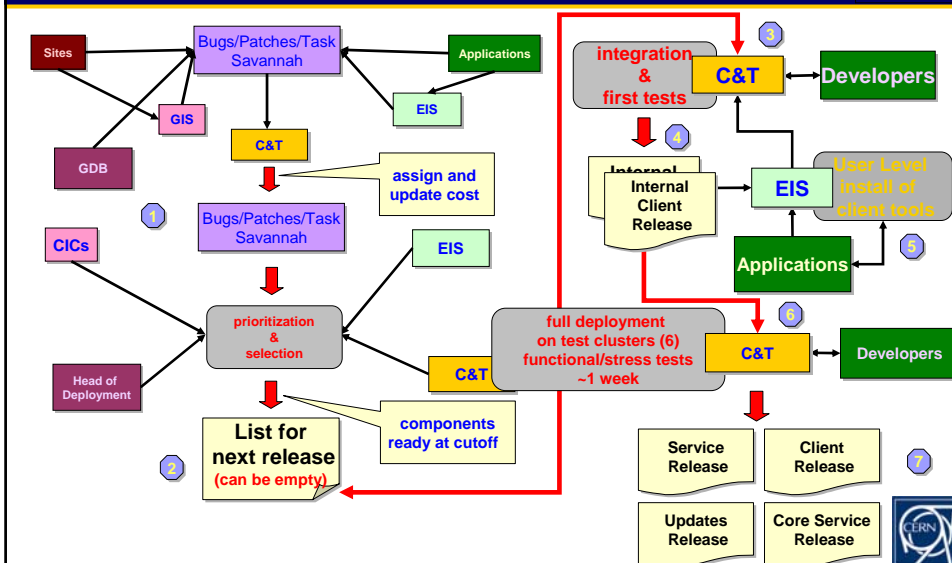 Sites
Bugs/Patches/Task
Savannah
Applications
GIS
EIS
GDB
C&T
assign and
update cost
1
Bugs/Patches/Task
Savannah
CICs
EIS
prioritization
&
selection
Head of
Deployment
C&T
components
ready at cutoff
2
List for
next release
(can be empty)
3
integration
&
first tests
C&T
Developers
4
Internal
Internal
Client
Release
EIS
User Level
install of
client tools
5
Applications
6
full deployment
on test clusters (6)
functional/stress tests
~1 week
C&T
Developers
Service
Release
Client
Release
7
Updates
Release
Core Service
Release
CERN